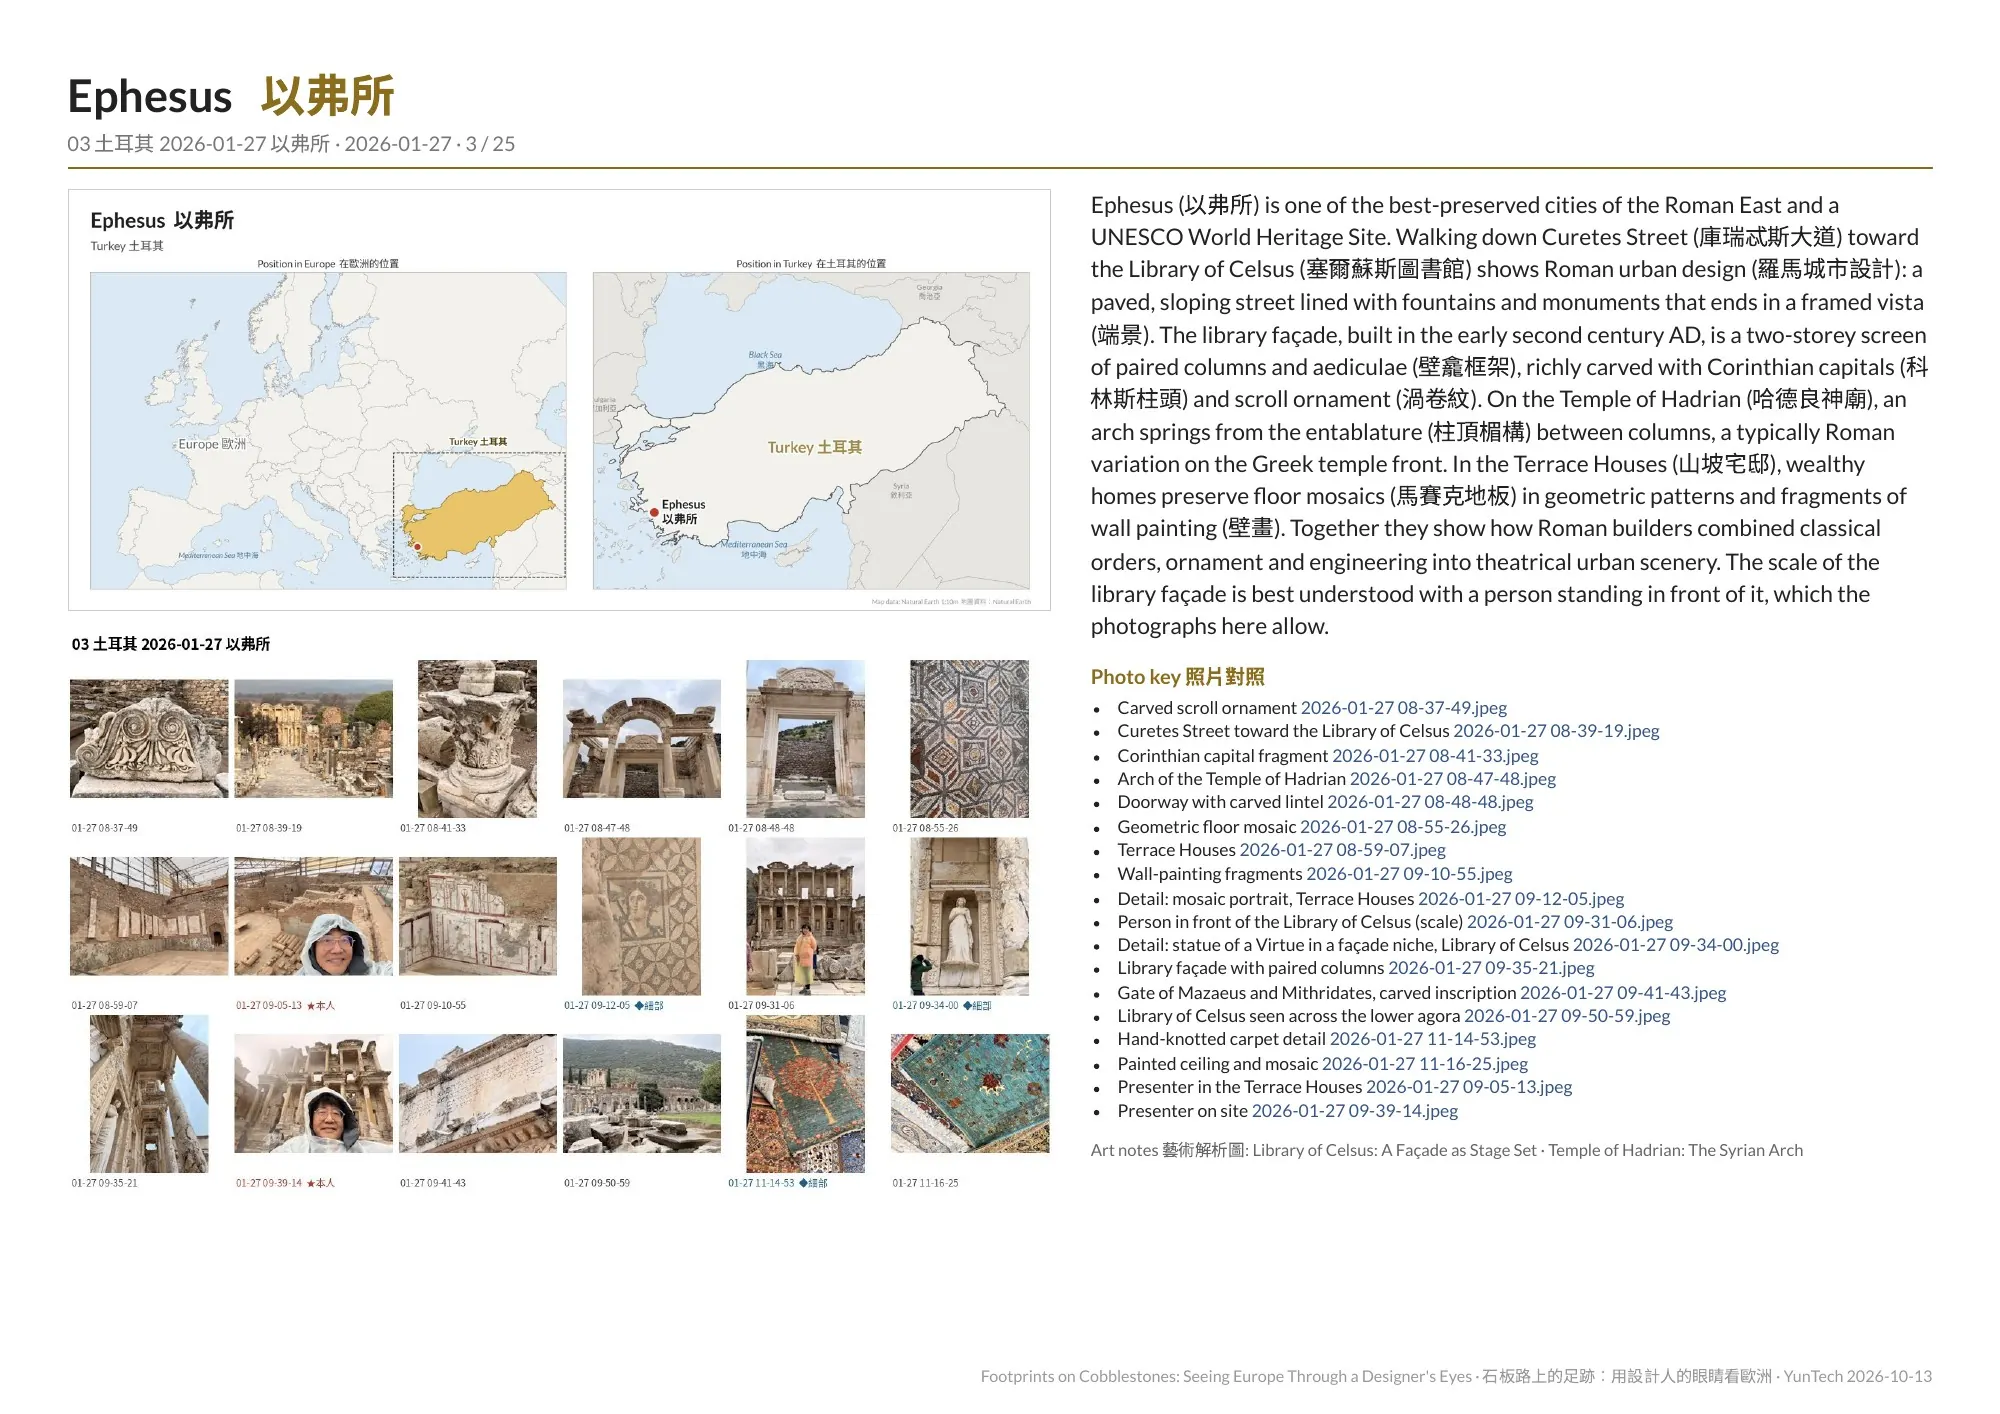 Ephesus 以弗所
03 土耳其 2026-01-27 以弗所 · 2026-01-27 · 3 / 25
Ephesus 以弗所
Turkey 土耳其
Position in Europe 在歐洲的位置
Europe 歐洲
Turkey 土耳其
Mediterranean Sea 地中海
Position in Turkey 在土耳其的位置
Georgia
喬治亞
Black Sea
黑海
ulgaria
加利亞
Turkey 土耳其
Syria
敘利亞
Ephesus
以弗所
Mediterranean Sea
地中海
Map data: Natural Earth 1:10m 地圖資料：Natural Earth
03 土耳其 2026-01-27 以弗所
01-27 08-37-49
01-27 08-39-19
01-27 08-41-33
01-27 08-47-48
01-27 08-48-48
01-27 08-55-26
01-27 08-59-07
01-27 09-05-13 ★本人
01-27 09-10-55
01-27 09-12-05 ◆細部
01-27 09-31-06
01-27 09-34-00 ◆細部
01-27 09-35-21
01-27 09-39-14 ★本人
01-27 09-41-43
01-27 09-50-59
01-27 11-14-53 ◆細部
01-27 11-16-25
Ephesus (以弗所) is one of the best-preserved cities of the Roman East and a
UNESCO World Heritage Site. Walking down Curetes Street (庫瑞忒斯大道) toward
the Library of Celsus (塞爾蘇斯圖書館) shows Roman urban design (羅馬城市設計): a
paved, sloping street lined with fountains and monuments that ends in a framed vista
(端景). The library façade, built in the early second century AD, is a two-storey screen
of paired columns and aediculae (壁龕框架), richly carved with Corinthian capitals (科
林斯柱頭) and scroll ornament (渦卷紋). On the Temple of Hadrian (哈德良神廟), an
arch springs from the entablature (柱頂楣構) between columns, a typically Roman
variation on the Greek temple front. In the Terrace Houses (山坡宅邸), wealthy
homes preserve floor mosaics (馬賽克地板) in geometric patterns and fragments of
wall painting (壁畫). Together they show how Roman builders combined classical
orders, ornament and engineering into theatrical urban scenery. The scale of the
library façade is best understood with a person standing in front of it, which the
photographs here allow.
Photo key 照片對照
• Carved scroll ornament 2026-01-27 08-37-49.jpeg
• Curetes Street toward the Library of Celsus 2026-01-27 08-39-19.jpeg
• Corinthian capital fragment 2026-01-27 08-41-33.jpeg
• Arch of the Temple of Hadrian 2026-01-27 08-47-48.jpeg
• Doorway with carved lintel 2026-01-27 08-48-48.jpeg
• Geometric floor mosaic 2026-01-27 08-55-26.jpeg
• Terrace Houses 2026-01-27 08-59-07.jpeg
• Wall-painting fragments 2026-01-27 09-10-55.jpeg
• Detail: mosaic portrait, Terrace Houses 2026-01-27 09-12-05.jpeg
• Person in front of the Library of Celsus (scale) 2026-01-27 09-31-06.jpeg
• Detail: statue of a Virtue in a façade niche, Library of Celsus 2026-01-27 09-34-00.jpeg
• Library façade with paired columns 2026-01-27 09-35-21.jpeg
• Gate of Mazaeus and Mithridates, carved inscription 2026-01-27 09-41-43.jpeg
• Library of Celsus seen across the lower agora 2026-01-27 09-50-59.jpeg
• Hand-knotted carpet detail 2026-01-27 11-14-53.jpeg
• Painted ceiling and mosaic 2026-01-27 11-16-25.jpeg
• Presenter in the Terrace Houses 2026-01-27 09-05-13.jpeg
• Presenter on site 2026-01-27 09-39-14.jpeg
Art notes 藝術解析圖: Library of Celsus: A Façade as Stage Set · Temple of Hadrian: The Syrian Arch
Footprints on Cobblestones: Seeing Europe Through a Designer's Eyes · 石板路上的足跡：用設計人的眼睛看歐洲 · YunTech 2026-10-13